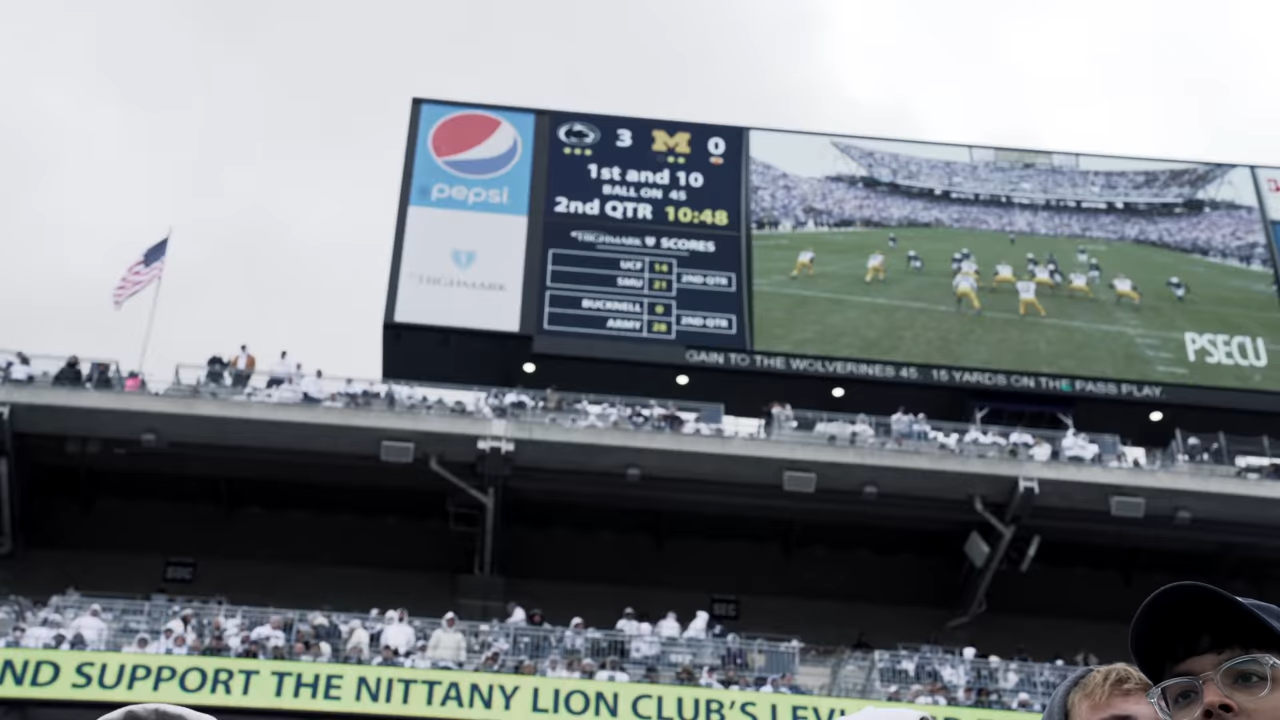 pepsi
HIGHMARK
3 M 0
1st and 10
BALL ON 45
2nd QTR 10:48
HIGHMARK SCORES
UCF 14
SMU 21
2ND QTR
BUCKNELL 0
ARMY 28
2ND QTR
PSECU
GAIN TO THE WOLVERINES 45. 15 YARDS ON THE PASS PLAY.
ND SUPPORT THE NITTANY LION CLUB'S